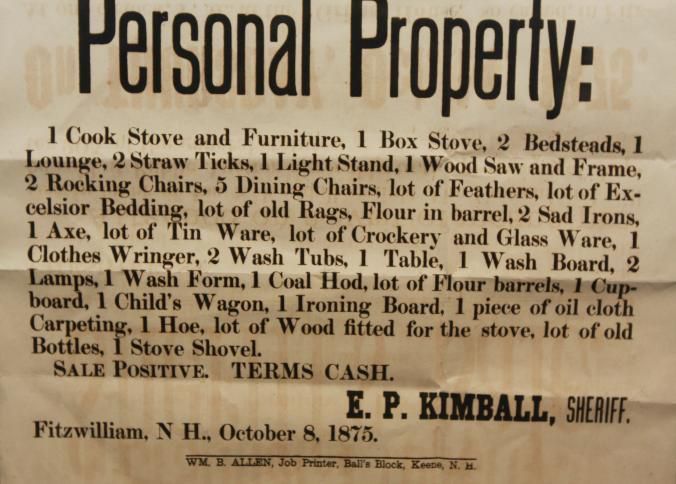 Personal Property:
1 Cook Stove and Furniture, 1 Box Stove, 2 Bedsteads, 1
Lounge, 2 Straw Ticks, 1 Light Stand, 1 Wood Saw and Frame,
2 Rocking Chairs, 5 Dining Chairs, lot of Feathers, lot of Ex-
celsior Bedding, lot of old Rags, Flour in barrel, 2 Sad Irons,
1 Axe, lot of Tin Ware, lot of Crockery and Glass Ware, 1
Clothes Wringer, 2 Wash Tubs, 1 Table, 1 Wash Board, 2
Lamps, 1 Wash Form, 1 Coal Hod, lot of Flour barrels, 1 Cup-
board, 1 Child's Wagon, 1 Ironing Board, 1 piece of oil cloth
Carpeting, 1 Hoe, lot of Wood fitted for the stove, lot of old
Bottles, 1 Stove Shovel.
SALE POSITIVE. TERMS CASH.
E. P. KIMBALL, SHERIFF.
Fitzwilliam, N H., October 8, 1875.
WM. B. ALLEN, Job Printer, Ball's Block, Keene, N. H.